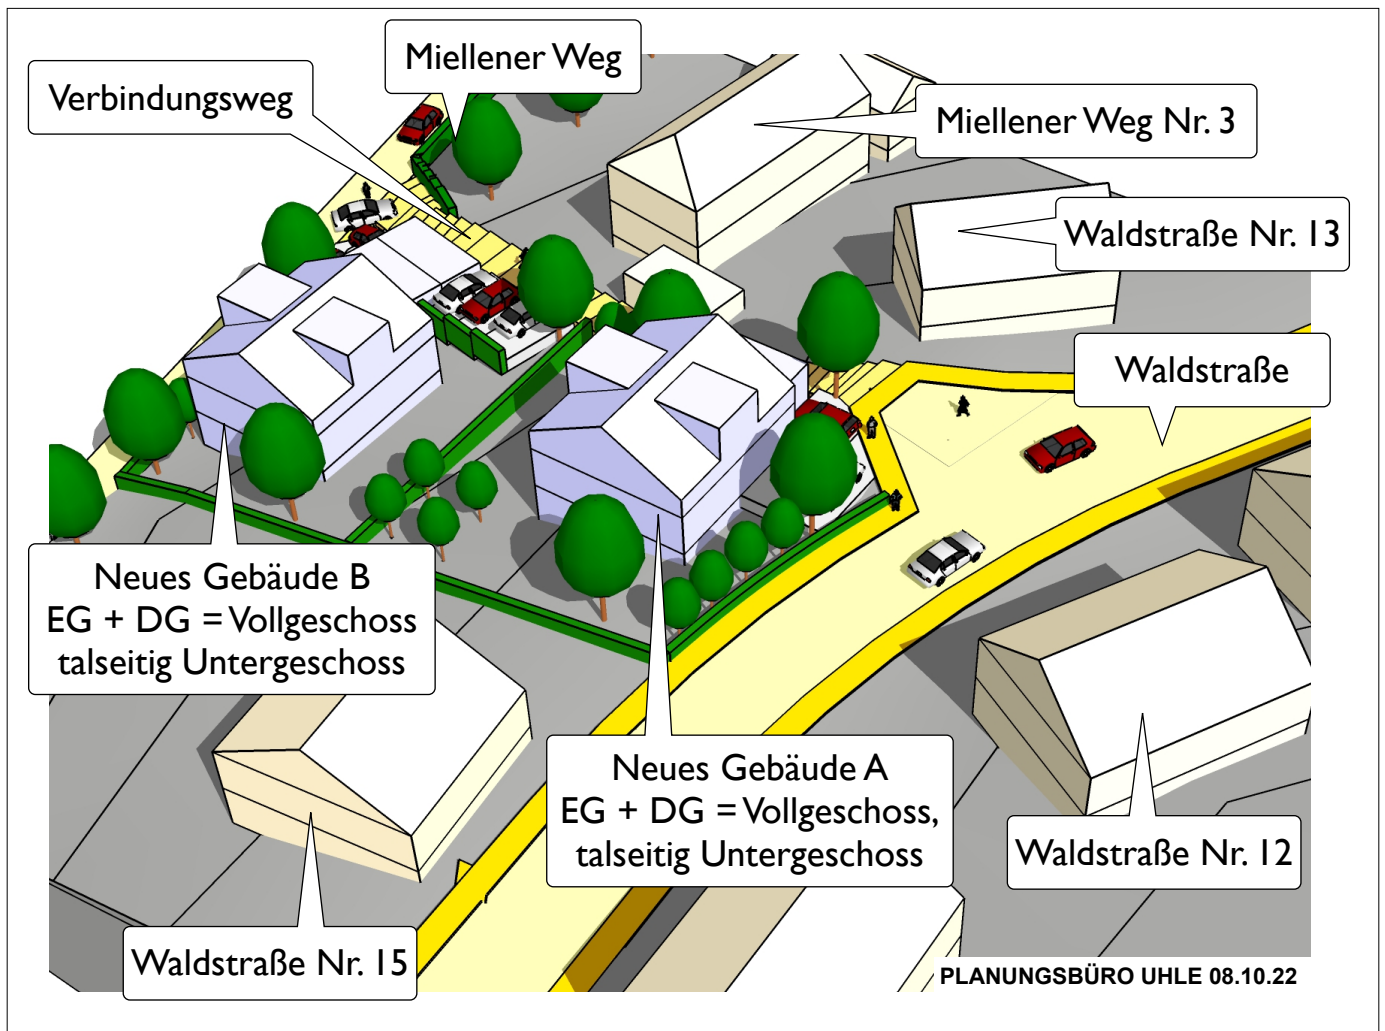 Miellener Weg
Verbindungsweg
Miellener Weg Nr. 3
Waldstraße Nr. 13
Waldstraße
Neues Gebäude B
EG + DG = Vollgeschoss
talseitig Untergeschoss
Neues Gebäude A
EG + DG = Vollgeschoss,
talseitig Untergeschoss
Waldstraße Nr. 12
Waldstraße Nr. 15
PLANUNGSBÜRO UHLE 08.10.22